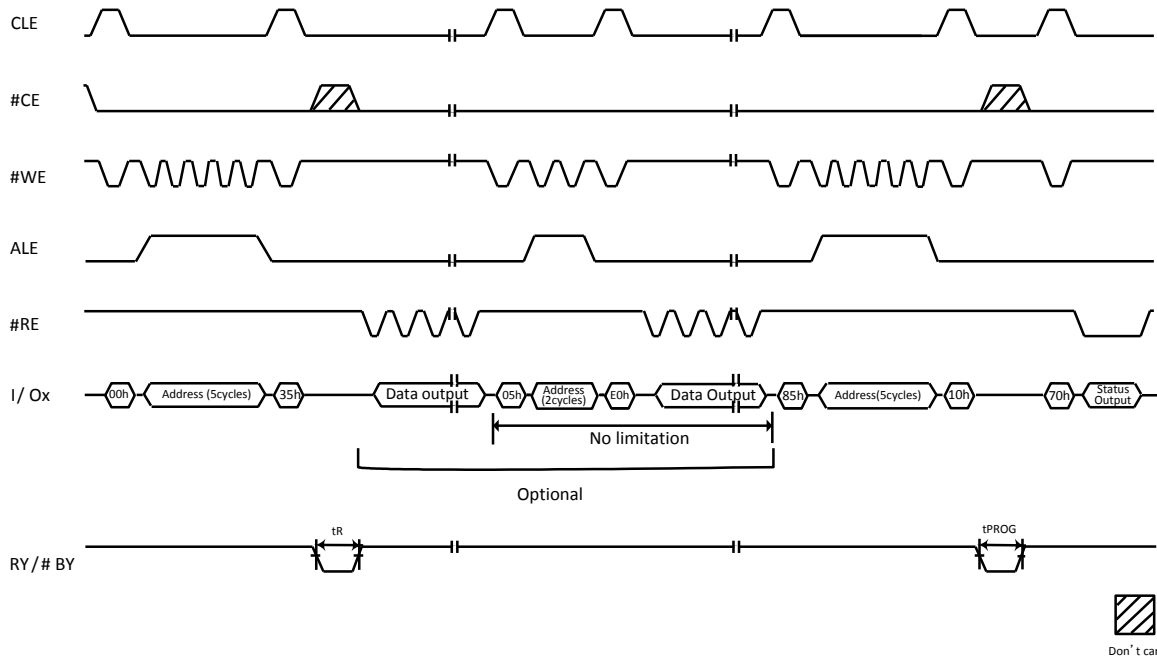 CLE
#CE
#WE
ALE
#RE
I/Ox 00h Address (5cycles) 35h Data output 05h Address (2cycles) E0h Data Output 85h Address(5cycles) 10h 70h Status Output
No limitation
Optional
tR tPROG
RY/# BY
Don't car